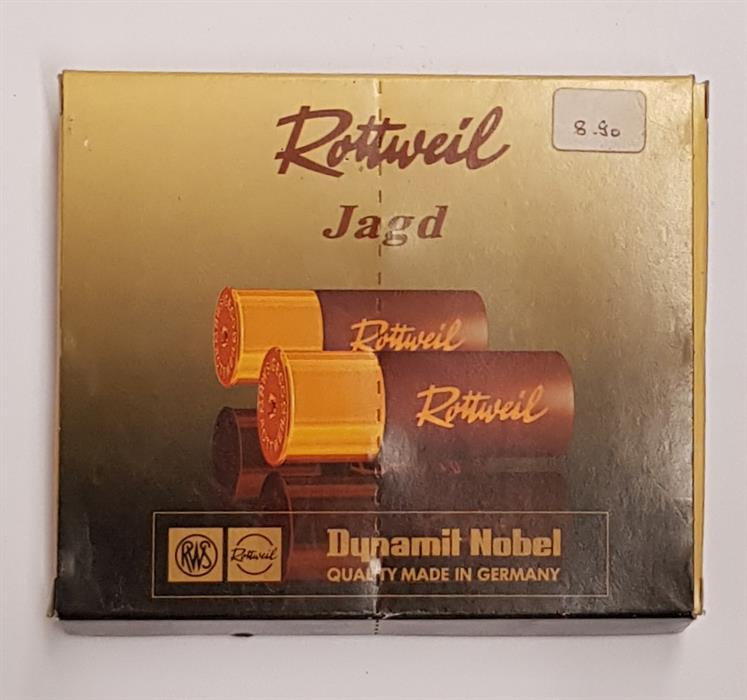 Rottweil
8.90
Jagd
Rottweil
Rottweil
RWS
Rottweil
Dynamit Nobel
QUALITY MADE IN GERMANY